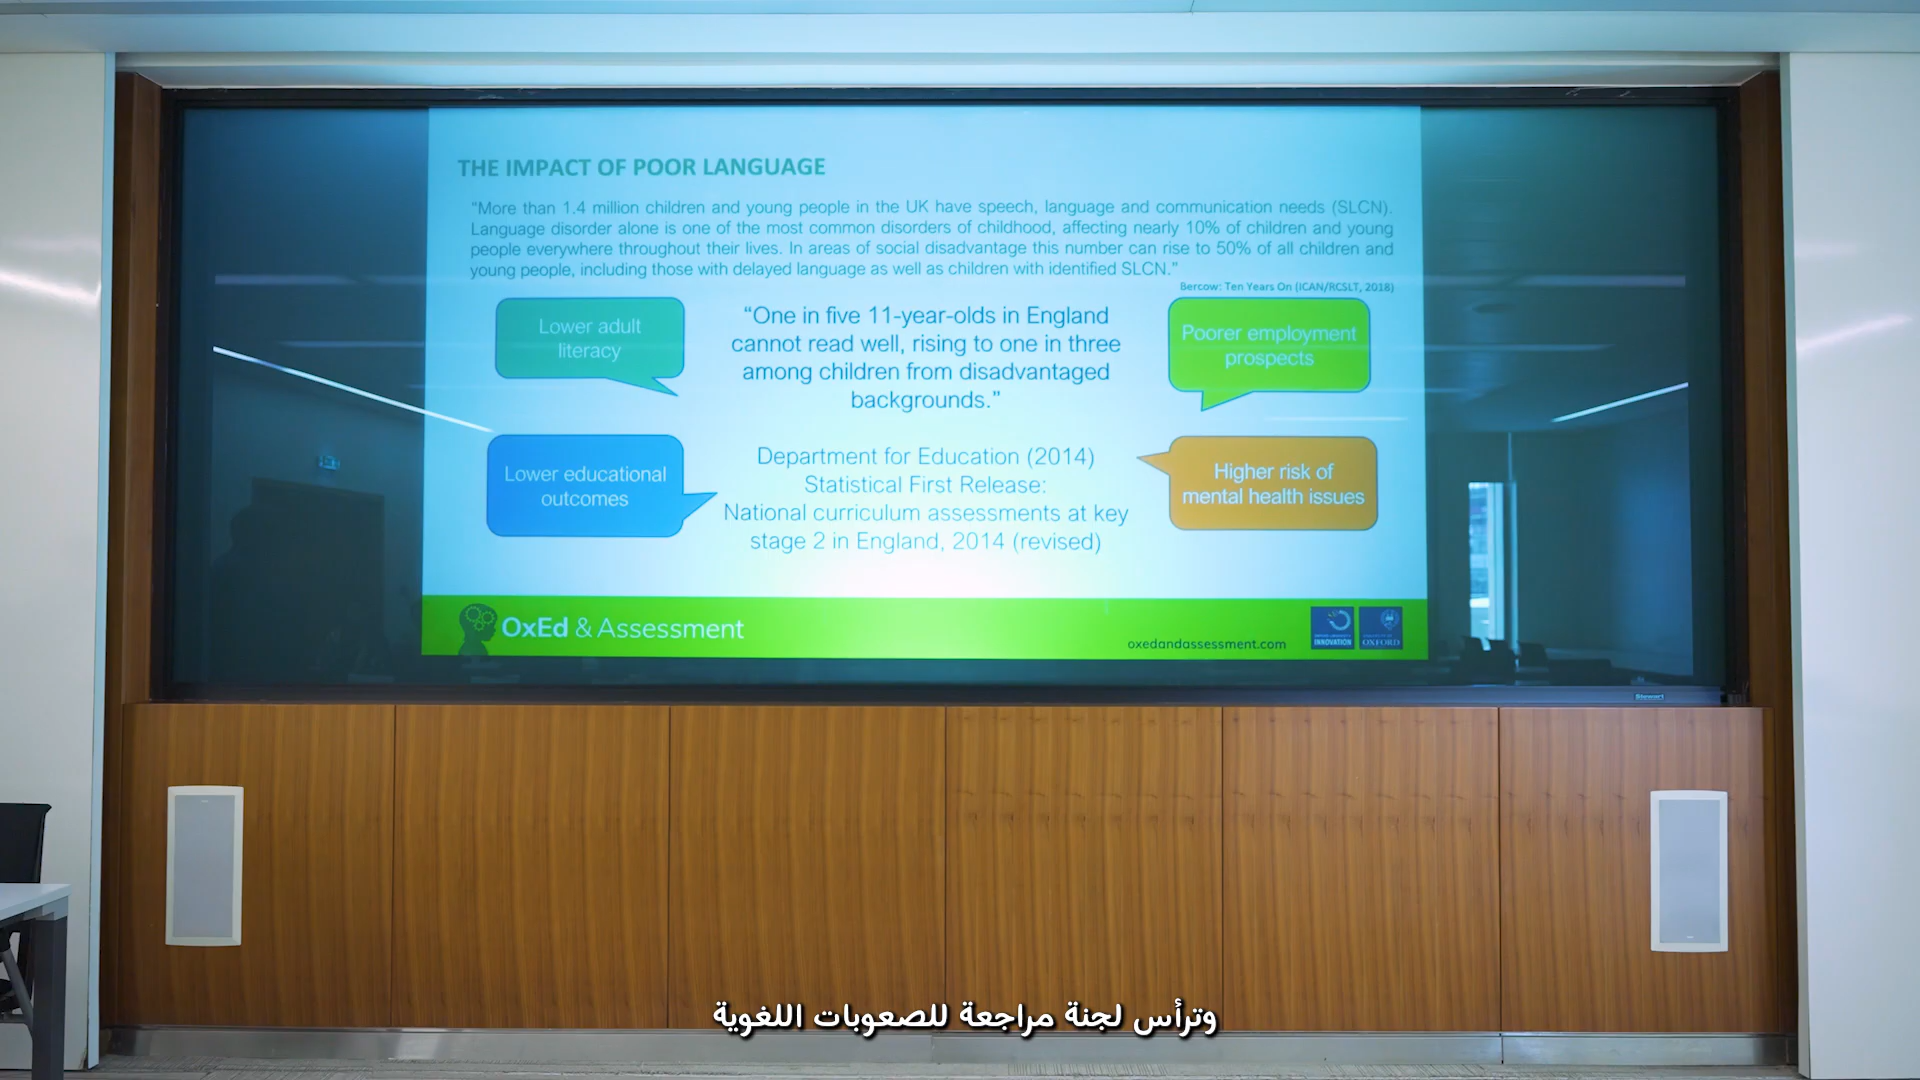 THE IMPACT OF POOR LANGUAGE
“More than 1.4 million children and young people in the UK have speech, language and communication needs (SLCN).
Language disorder alone is one of the most common disorders of childhood, affecting nearly 10% of children and young
people everywhere throughout their lives. In areas of social disadvantage this number can rise to 50% of all children and
young people, including those with delayed language as well as children with identified SLCN.”
Bercow: Ten Years On (ICAN/RCSLT, 2018)
Lower adult
literacy
“One in five 11-year-olds in England
cannot read well, rising to one in three
among children from disadvantaged
backgrounds.”
Poorer employment
prospects
Lower educational
outcomes
Department for Education (2014)
Statistical First Release:
National curriculum assessments at key
stage 2 in England, 2014 (revised)
Higher risk of
mental health issues
OxEd & Assessment
oxedandassessment.com
INNOVATION
OXFORD
Stewart
وترأس لجنة مراجعة للصعوبات اللغوية